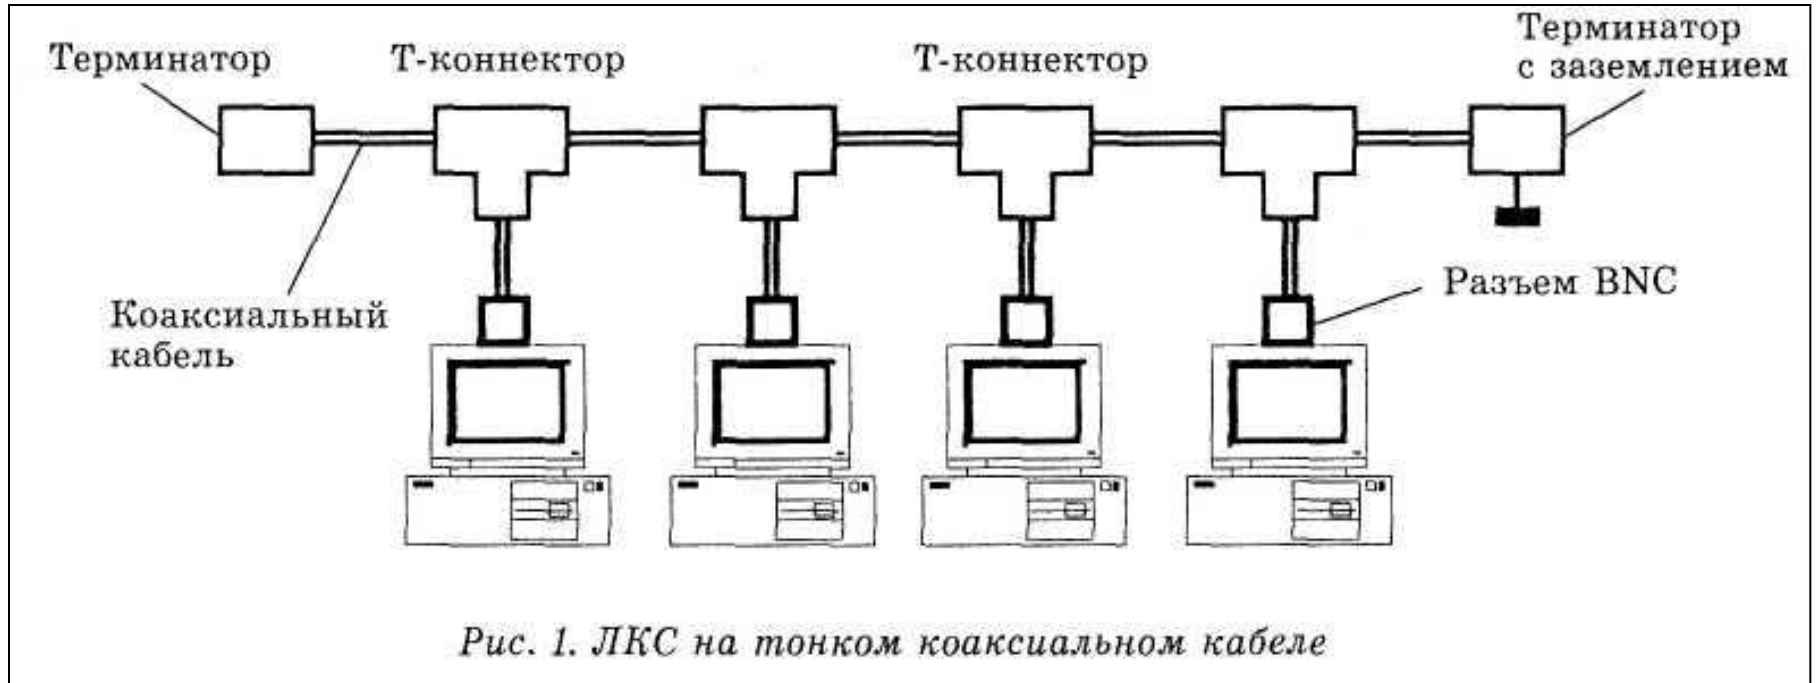 Терминатор
Т-коннектор
Т-коннектор
Терминатор
с заземлением
Коаксиальный
кабель
Разъем BNC
Рис. 1. ЛКС на тонком коаксиальном кабеле